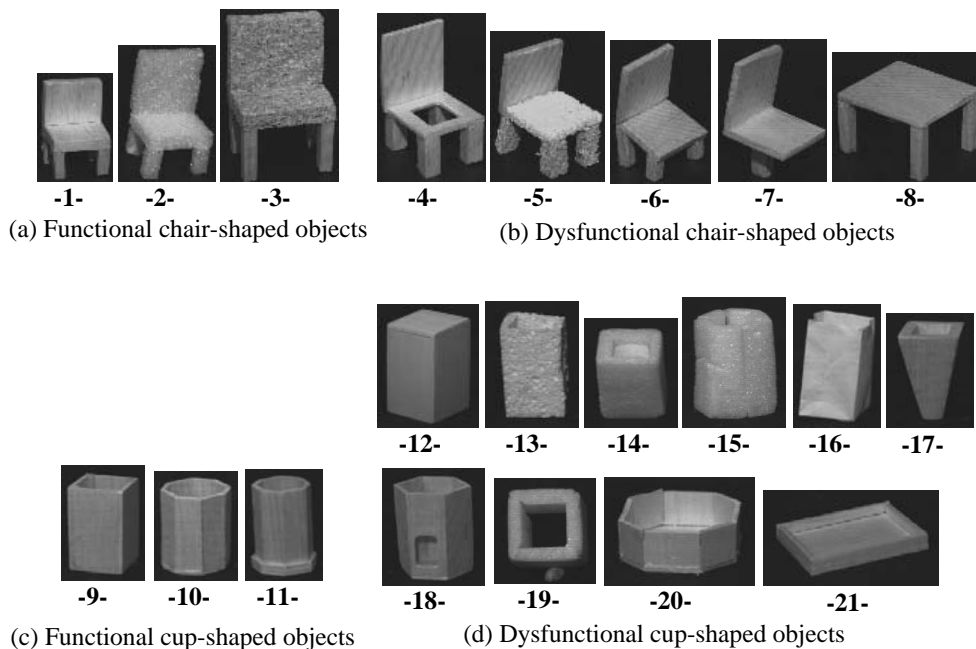 -1- -2- -3- -4- -5- -6- -7- -8-
(a) Functional chair-shaped objects (b) Dysfunctional chair-shaped objects
-12- -13- -14- -15- -16- -17-
-9- -10- -11- -18- -19- -20- -21-
(c) Functional cup-shaped objects (d) Dysfunctional cup-shaped objects